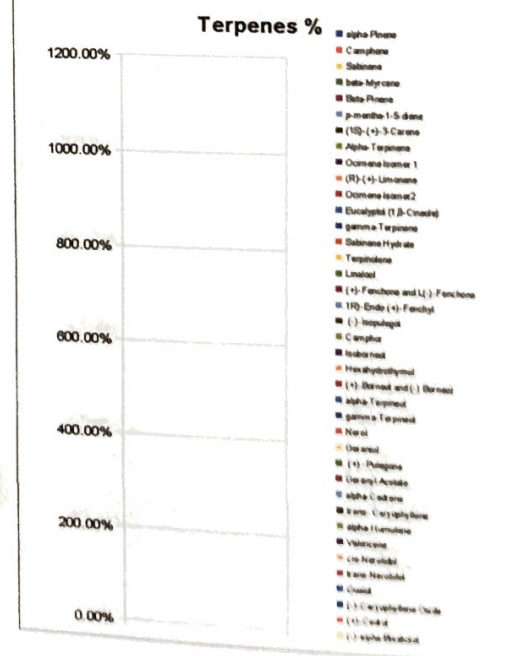 Terpenes %
1200.00%
1000.00%
800.00%
600.00%
400.00%
200.00%
0.00%
alpha-Pinene
Camphene
Sabinene
beta-Myrcene
Beta-Pinene
p-mentha-1-5-diene
(1S)-(+)-3-Carene
Alpha-Terpinene
Ocimene Isomer 1
(R)-(+)-Limonene
Ocimene Isomer2
Eucalyptol (1,8-Cineole)
gamma-Terpinene
Sabinene Hydrate
Terpinolene
Linalool
(+)-Fenchone and L(-)-Fenchone
1R)-Endo-(+)-Fenchyl
(-)-Isopulegol
Camphor
Isoborneol
Hexahydrothymol
(+)-Borneol and (-) Borneol
alpha-Terpineol
gamma-Terpineol
Nerol
Geraniol
(+)-Pulegone
Geranyl Acetate
alpha-Cedrene
trans-Caryophyllene
alpha-Humulene
Valencene
cis-Nerolidol
trans-Nerolidol
Guaiol
(-)-Caryophyllene Oxide
(+)-Cedrol
(-)-alpha-Bisabolol